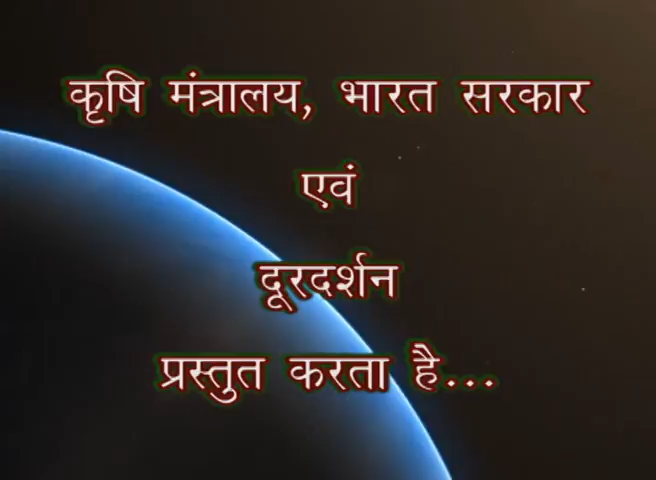 कृषि मंत्रालय, भारत सरकार
एवं
दूरदर्शन
प्रस्तुत करता है...